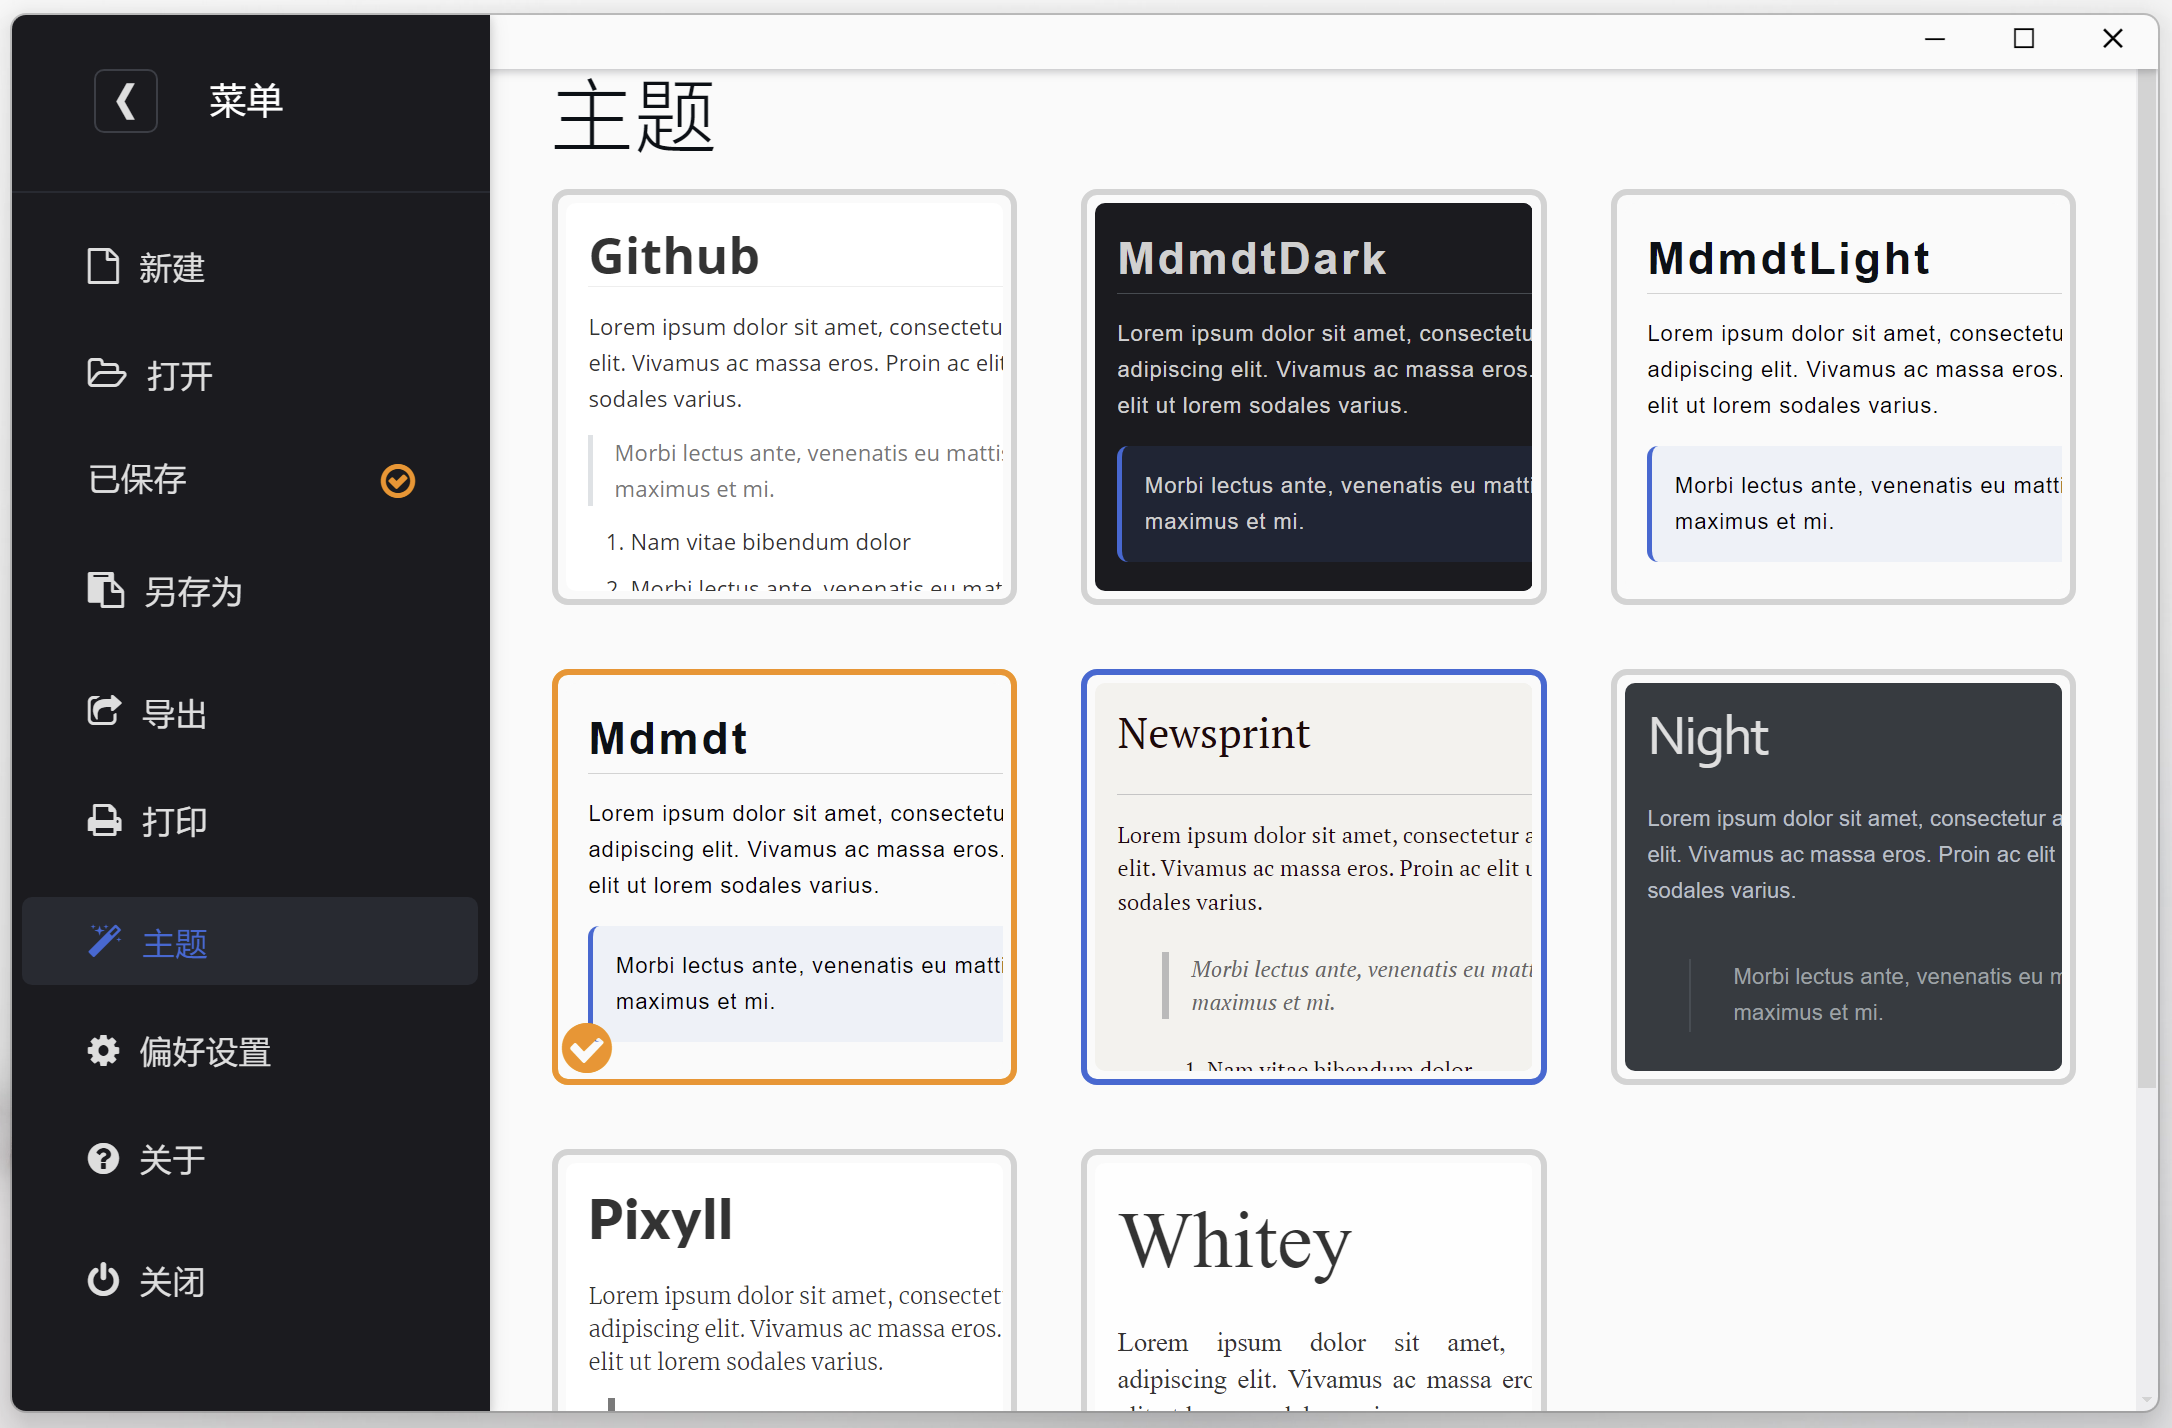 菜单
新建
打开
已保存
另存为
导出
打印
主题
偏好设置
关于
关闭
主题
Github
Lorem ipsum dolor sit amet, consectetu
elit. Vivamus ac massa eros. Proin ac elit
sodales varius.
Morbi lectus ante, venenatis eu mattis
maximus et mi.
1. Nam vitae bibendum dolor
2. Morbi lectus ante, venenatis eu mat
MdmdtDark
Lorem ipsum dolor sit amet, consectetu
adipiscing elit. Vivamus ac massa eros.
elit ut lorem sodales varius.
Morbi lectus ante, venenatis eu matti
maximus et mi.
MdmdtLight
Lorem ipsum dolor sit amet, consectetu
adipiscing elit. Vivamus ac massa eros.
elit ut lorem sodales varius.
Morbi lectus ante, venenatis eu matti
maximus et mi.
Mdmdt
Lorem ipsum dolor sit amet, consectetu
adipiscing elit. Vivamus ac massa eros.
elit ut lorem sodales varius.
Morbi lectus ante, venenatis eu matti
maximus et mi.
Newsprint
Lorem ipsum dolor sit amet, consectetur a
elit. Vivamus ac massa eros. Proin ac elit u
sodales varius.
Morbi lectus ante, venenatis eu matt
maximus et mi.
1. Nam vitae bibendum dolor
Night
Lorem ipsum dolor sit amet, consectetur a
elit. Vivamus ac massa eros. Proin ac elit
sodales varius.
Morbi lectus ante, venenatis eu m
maximus et mi.
Pixyll
Lorem ipsum dolor sit amet, consectet
adipiscing elit. Vivamus ac massa eros.
elit ut lorem sodales varius.
Whitey
Lorem ipsum dolor sit amet,
adipiscing elit. Vivamus ac massa erc